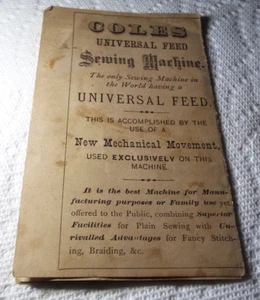 COLES
UNIVERSAL FEED
Sewing Machine.
The only Sewing Machine in
the World having a
UNIVERSAL FEED.
THIS IS ACCOMPLISHED BY THE
USE OF A
New Mechanical Movement,
USED EXCLUSIVELY ON THIS
MACHINE.
It is the best Machine for Manu-
facturing purposes or Family use yet
offered to the Public, combining Superior
Facilities for Plain Sewing with Un-
rivalled Advantages for Fancy Stitch-
ing, Braiding, &c.